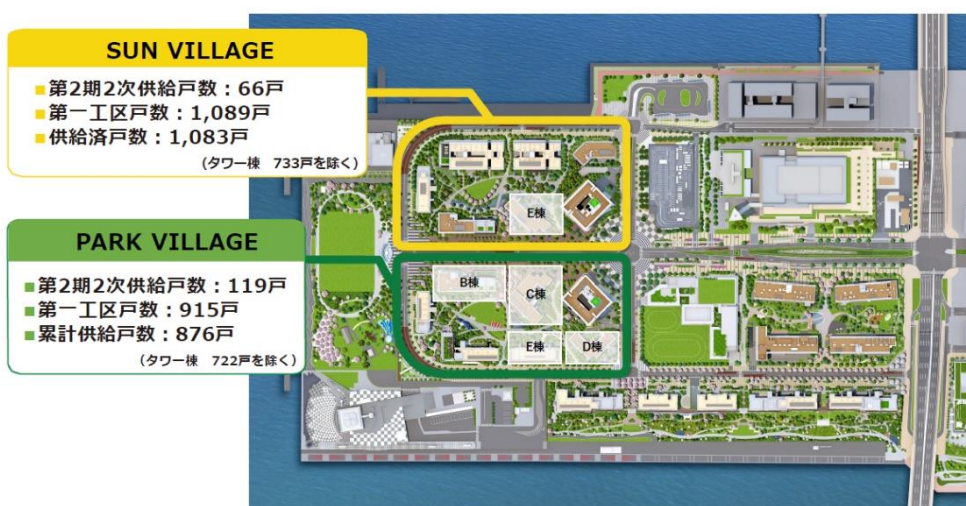 SUN VILLAGE
■第2期2次供給戸数：66戸
■第一工区戸数：1,089戸
■供給済戸数：1,083戸
（タワー棟　733戸を除く）
E棟
PARK VILLAGE
■第2期2次供給戸数：119戸
■第一工区戸数：915戸
■累計供給戸数：876戸
（タワー棟　722戸を除く）
B棟
C棟
E棟
D棟